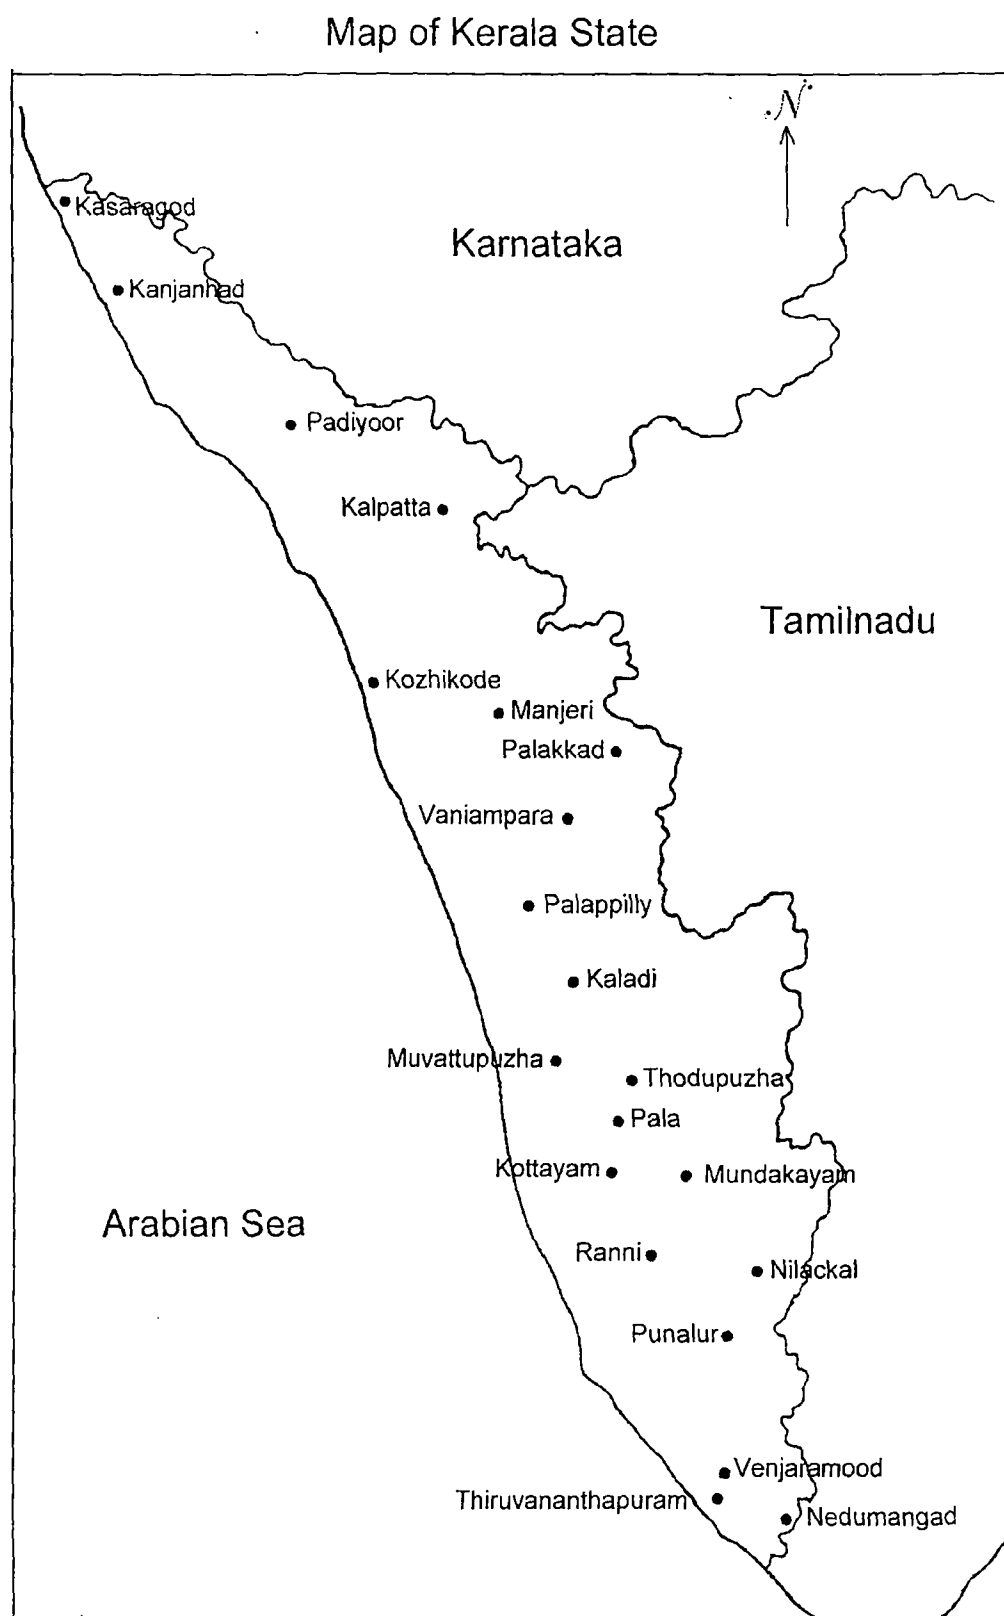 Map of Kerala State
N
Kasaragod
Karnataka
Kanjanhad
Padiyoor
Kalpatta
Tamilnadu
Kozhikode
Manjeri
Palakkad
Vaniampara
Palappilly
Kaladi
Muvattupuzha
Thodupuzha
Pala
Kottayam
Mundakayam
Arabian Sea
Ranni
Nilackal
Punalur
Venjaramood
Thiruvananthapuram
Nedumangad